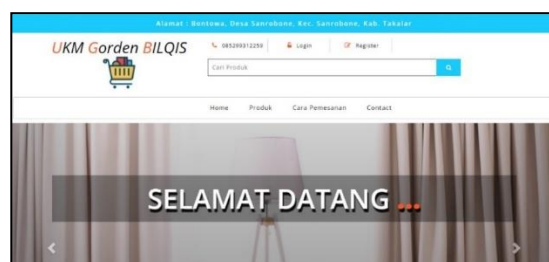 Alamat : Bontowa, Desa Sanrobone, Kec. Sanrobone, Kab. Takalar
UKM Gorden BILQIS
085299312250 Login Register
Cari Produk
Home Produk Cara Pemesanan Contact
SELAMAT DATANG ...